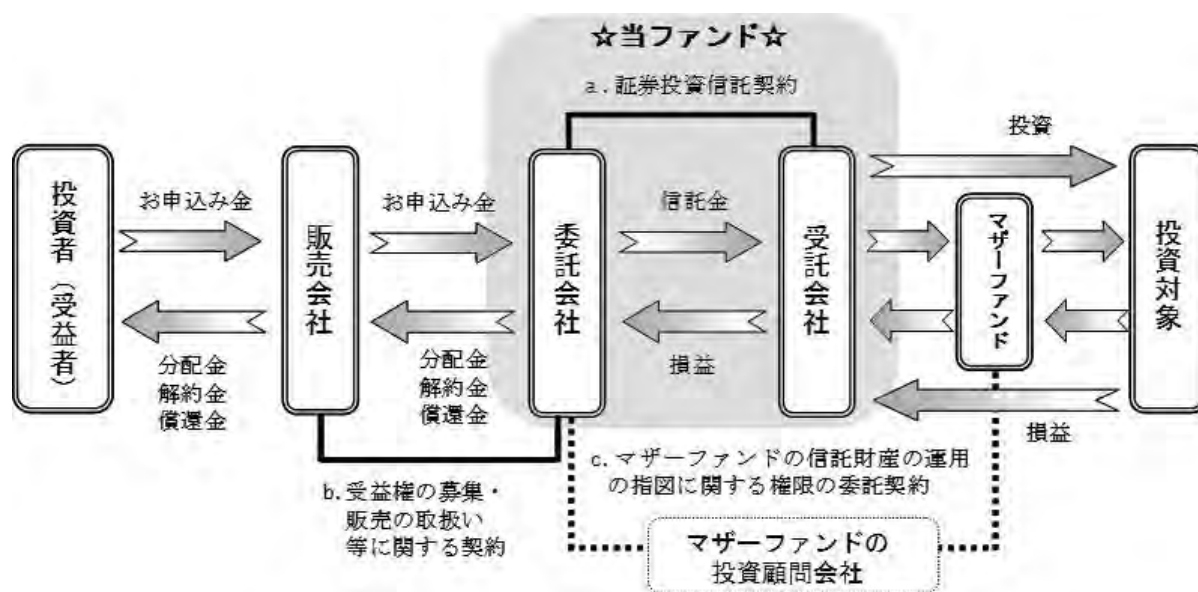 ☆当ファンド☆
a.証券投資信託契約
投資者（受益者）
お申込み金
分配金
解約金
償還金
販売会社
お申込み金
分配金
解約金
償還金
委託会社
信託金
損益
受託会社
投資
マザーファンド
損益
投資対象
b.受益権の募集・
販売の取扱い
等に関する契約
c.マザーファンドの信託財産の運用
の指図に関する権限の委託契約
マザーファンドの
投資顧問会社